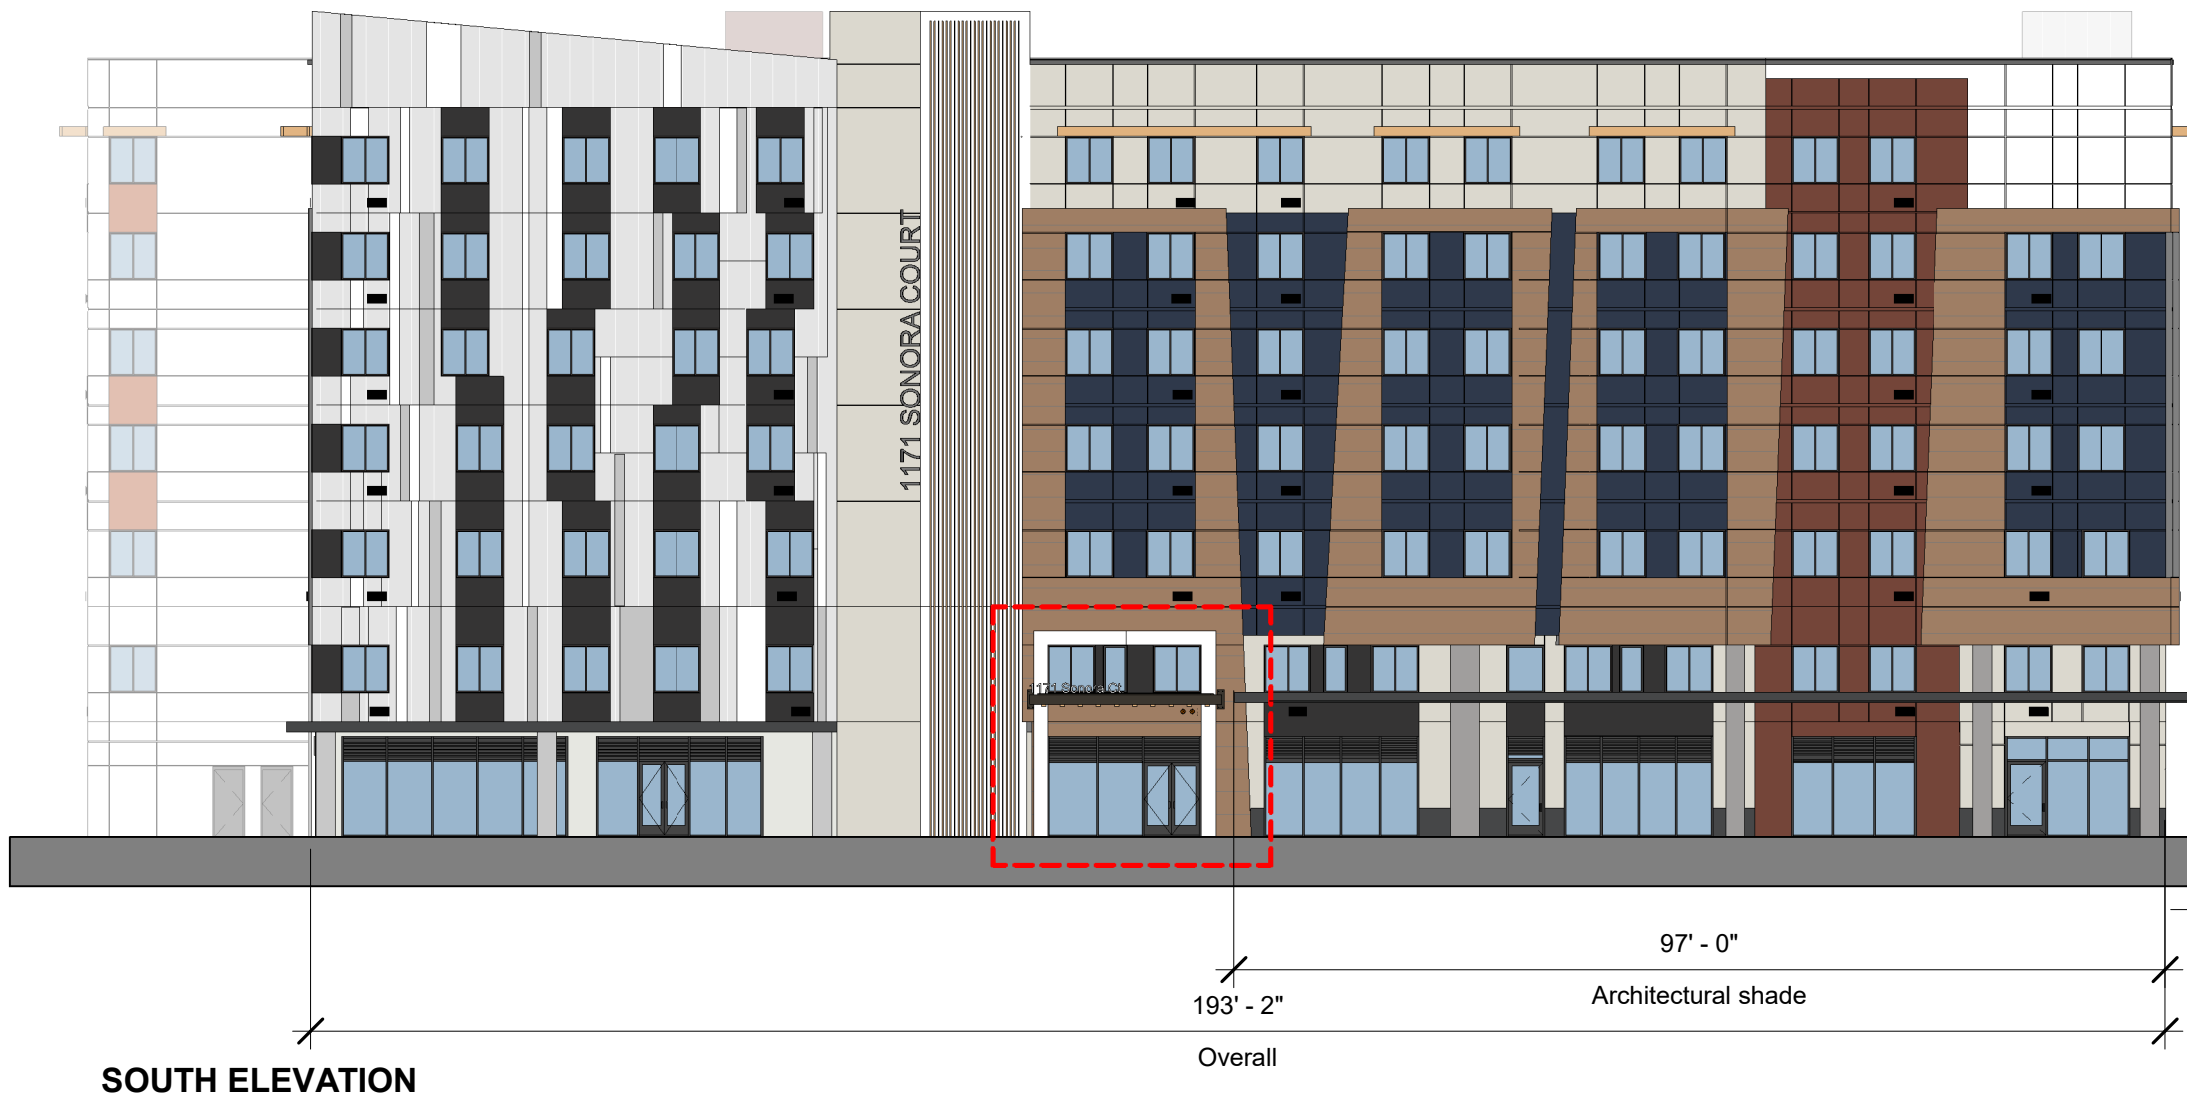 1171 SONORA COURT
1171 Sonora Ct.
97' - 0"
Architectural shade
193' - 2"
Overall
SOUTH ELEVATION